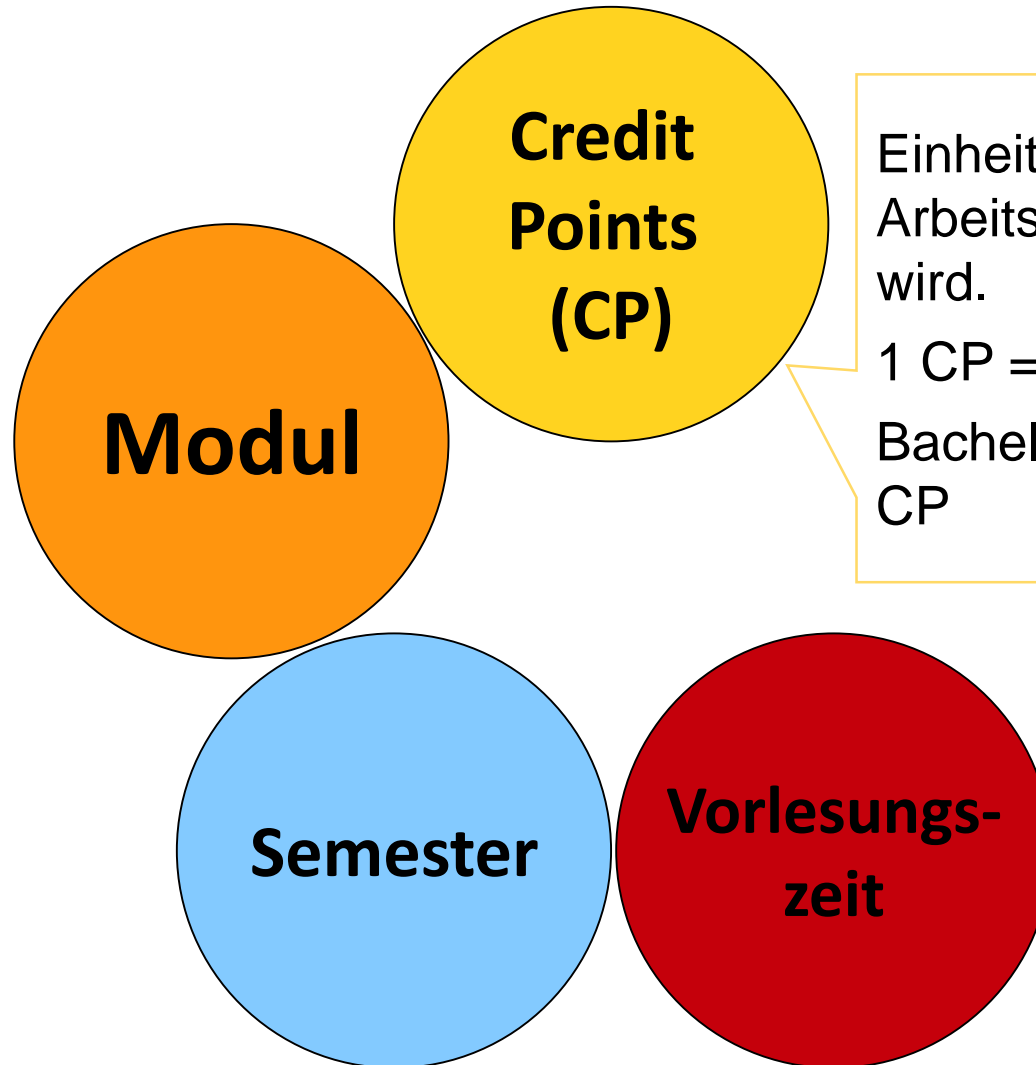 Credit
Points
(CP)
Einheit
Arbeits
wird.
1 CP =
Bachel
CP
Modul
Semester
Vorlesungs-
zeit